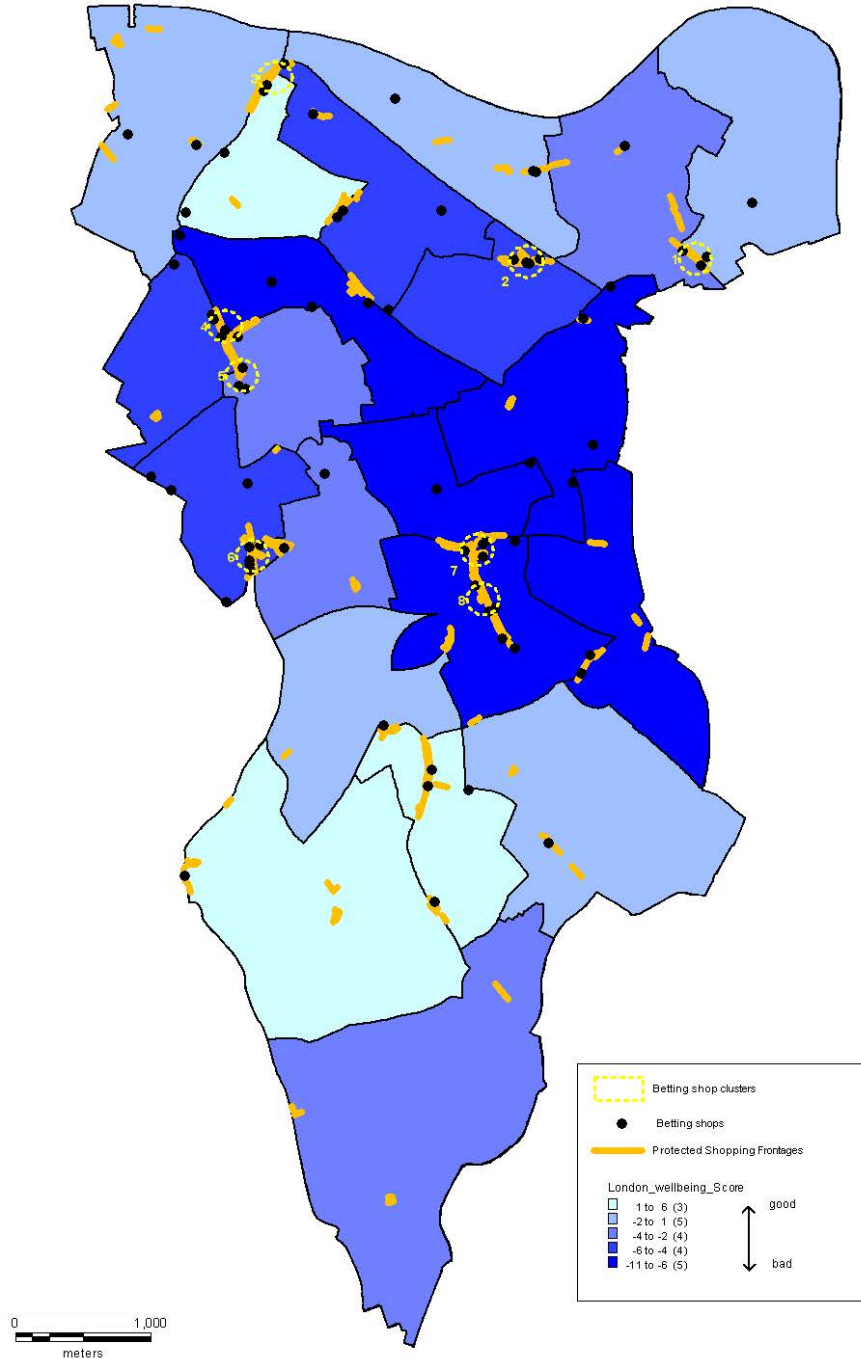 3
1
2
4
5
6
7
8
Betting shop clusters
Betting shops
Protected Shopping Frontages
London_wellbeing_Score
1 to 6 (3)
-2 to 1 (5)
-4 to -2 (4)
-6 to -4 (4)
-11 to -6 (5)
good
bad
0 1,000
meters